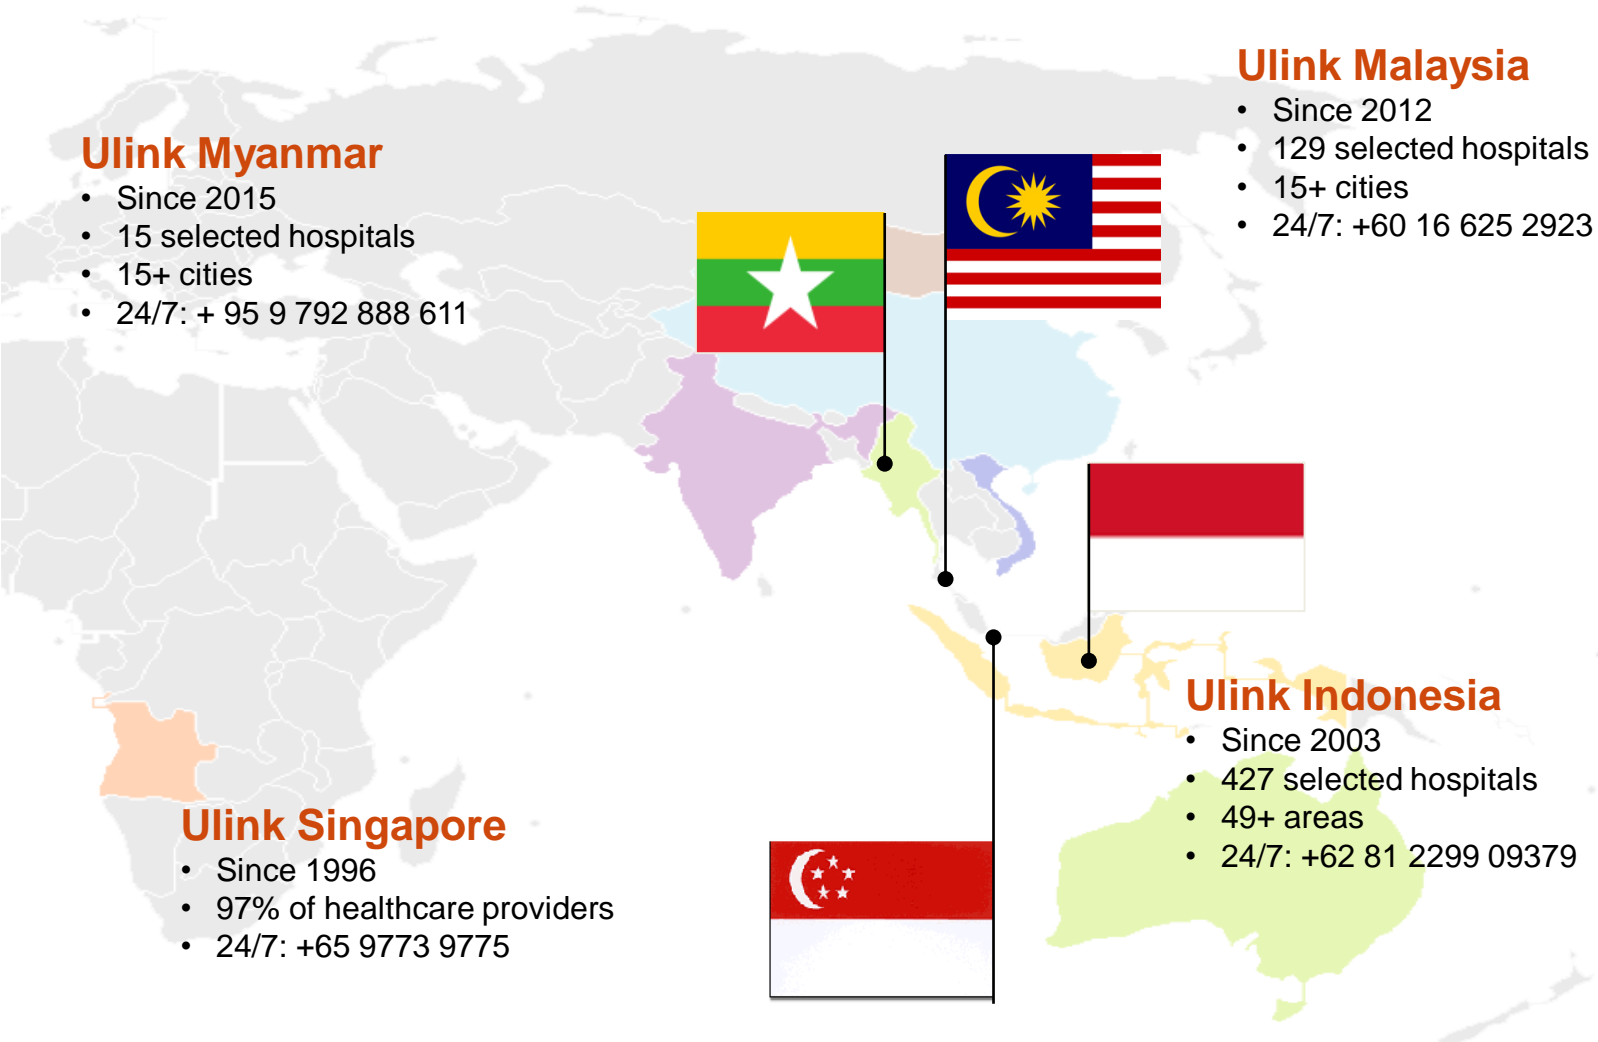 Ulink Malaysia
• Since 2012
• 129 selected hospitals
• 15+ cities
• 24/7: +60 16 625 2923
Ulink Myanmar
• Since 2015
• 15 selected hospitals
• 15+ cities
• 24/7: + 95 9 792 888 611
Ulink Indonesia
• Since 2003
• 427 selected hospitals
• 49+ areas
• 24/7: +62 81 2299 09379
Ulink Singapore
• Since 1996
• 97% of healthcare providers
• 24/7: +65 9773 9775